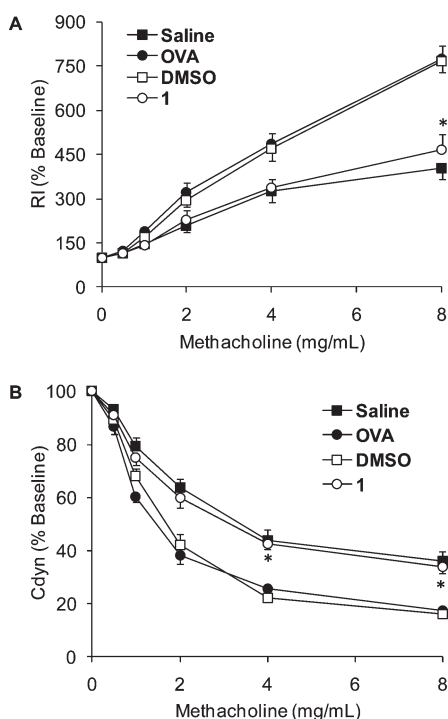 A
RI (% Baseline)
900
750
600
450
300
150
0
Saline
OVA
DMSO
1
*
0 2 4 6 8
Methacholine (mg/mL)
B
Cdyn (% Baseline)
100
80
60
40
20
0
Saline
OVA
DMSO
1
* *
0 2 4 6 8
Methacholine (mg/mL)